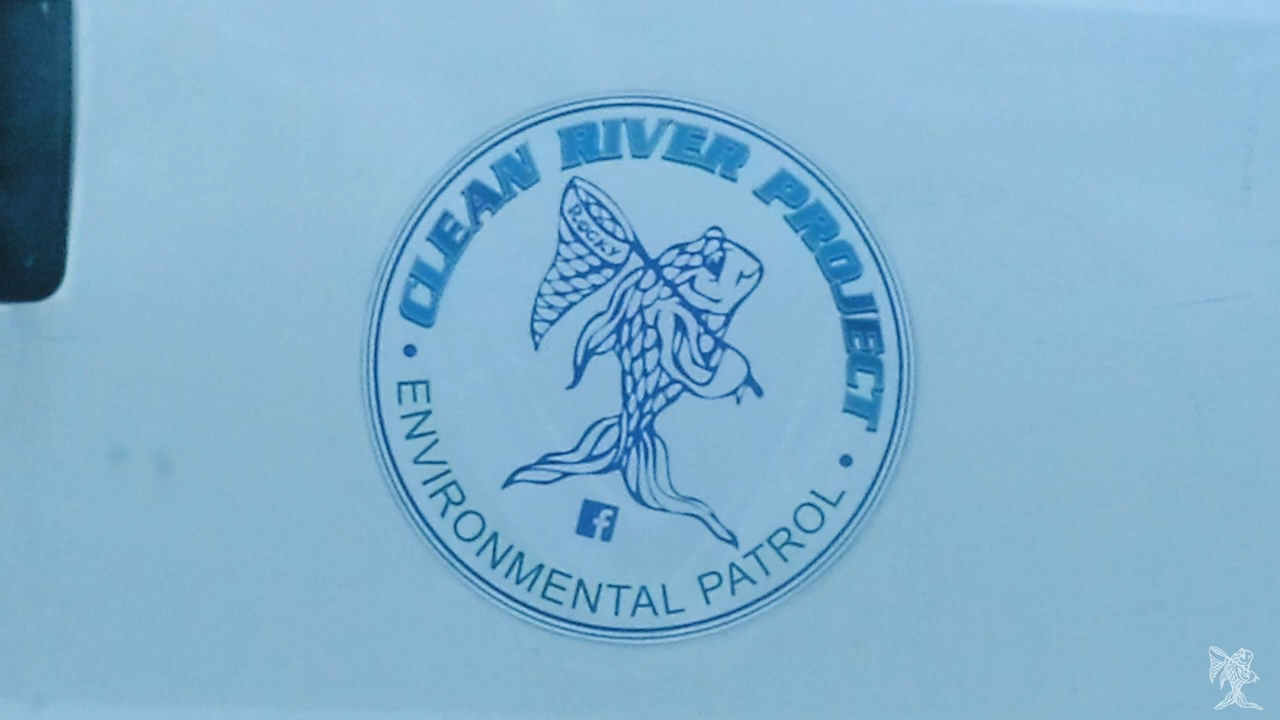 CLEAN RIVER PROJECT
ROCKY
f
• ENVIRONMENTAL PATROL •